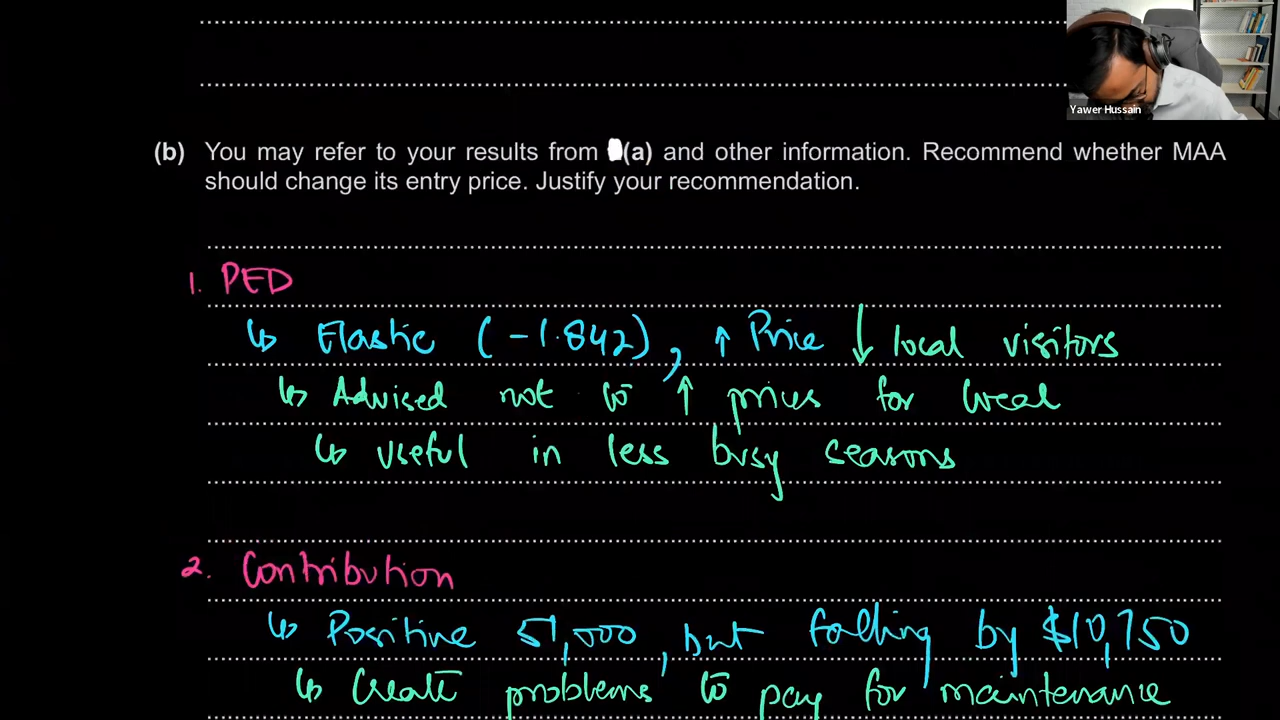 Yawer Hussain
(b) You may refer to your results from (a) and other information. Recommend whether MAA
should change its entry price. Justify your recommendation.
1. PED
↳ Elastic (-1.842), ↑ Price ↓ local visitors
↳ Advised not to ↑ prices for local
↳ useful in less busy seasons
2. Contribution
↳ Positive 51,000, but falling by $10,750
↳ Create problems to pay for maintenance